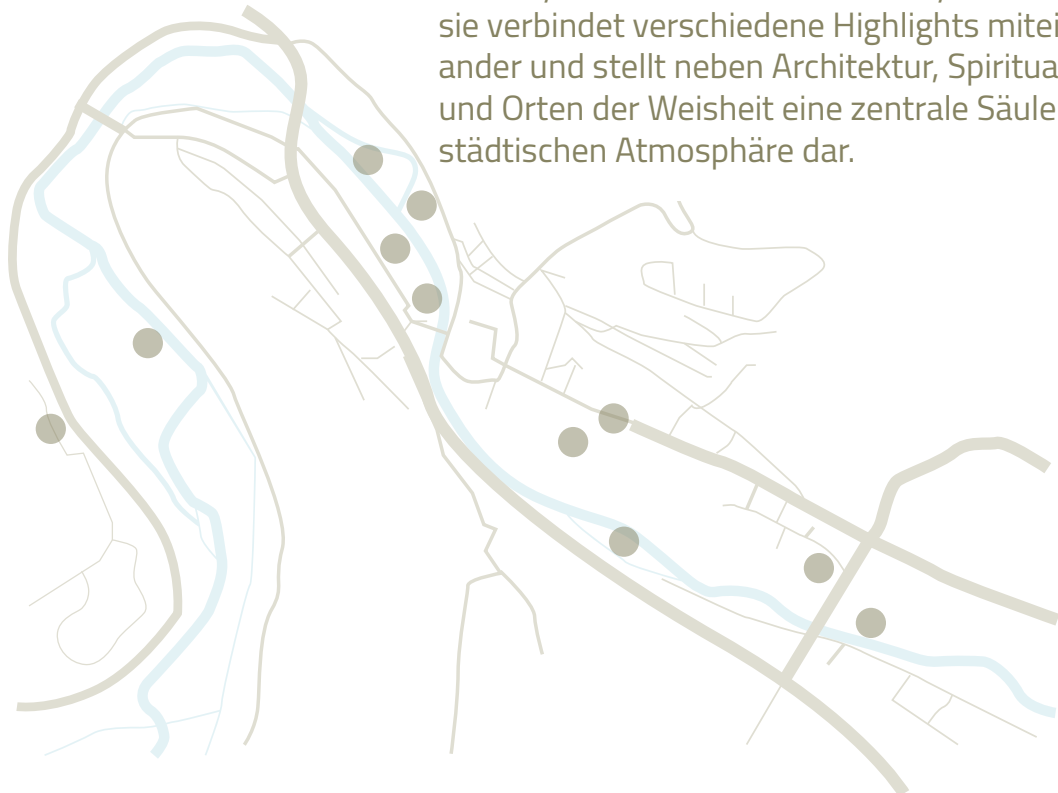 sie verbindet verschiedene Highlights mitei
ander und stellt neben Architektur, Spiritua
und Orten der Weisheit eine zentrale Säule
städtischen Atmosphäre dar.